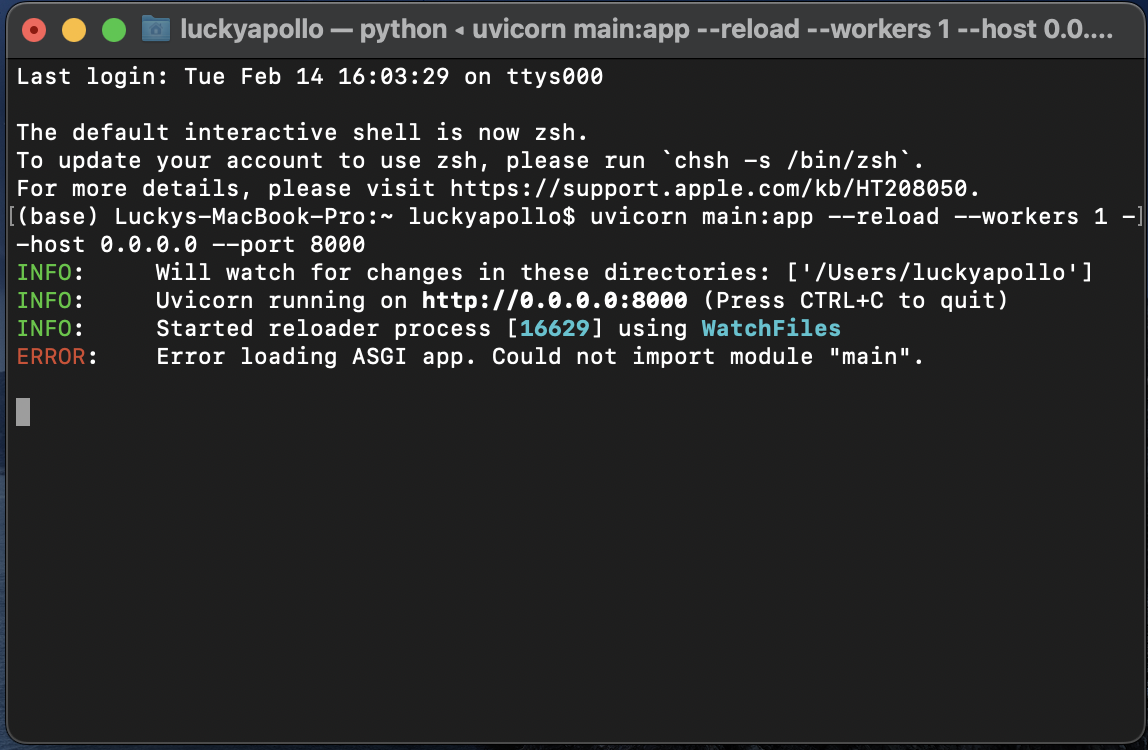 luckyapollo — python ◂ uvicorn main:app --reload --workers 1 --host 0.0....
Last login: Tue Feb 14 16:03:29 on ttys000
The default interactive shell is now zsh.
To update your account to use zsh, please run `chsh -s /bin/zsh`.
For more details, please visit https://support.apple.com/kb/HT208050.
[(base) Luckys-MacBook-Pro:~ luckyapollo$ uvicorn main:app --reload --workers 1 -]
-host 0.0.0.0 --port 8000
INFO:     Will watch for changes in these directories: ['/Users/luckyapollo']
INFO:     Uvicorn running on http://0.0.0.0:8000 (Press CTRL+C to quit)
INFO:     Started reloader process [16629] using WatchFiles
ERROR:    Error loading ASGI app. Could not import module "main".